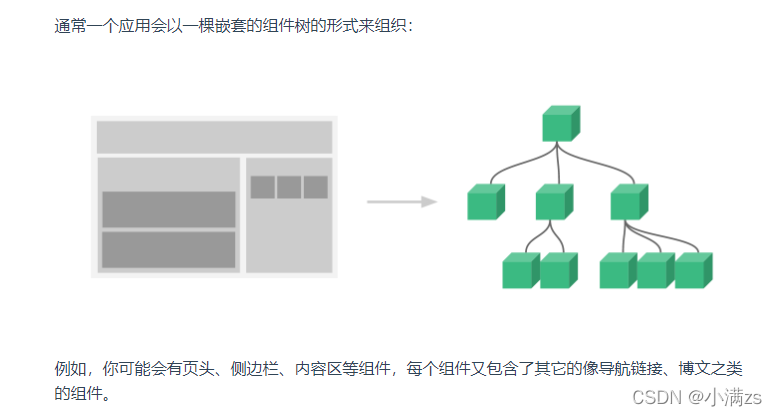 通常一个应用会以一棵嵌套的组件树的形式来组织：
例如，你可能会有页头、侧边栏、内容区等组件，每个组件又包含了其它的像导航链接、博文之类
的组件。
CSDN @小满zs